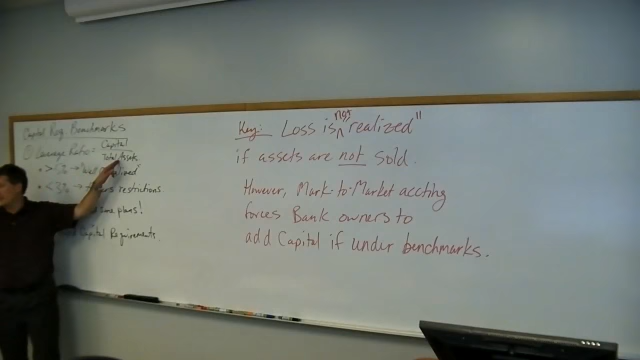 Capital Req. Benchmarks
① Leverage Ratio = Capital
Total Assets
• > 5% →
• < 3% → restrictions
plans!
Capital Requirements.
Key: Loss is not "realized"
if assets are not sold.
However, Mark-to-Market accting
forces Bank owners to
add Capital if under benchmarks.